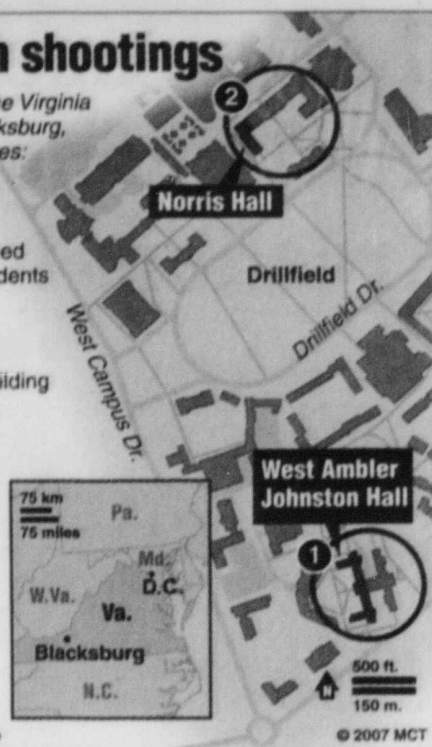 n shootings
e Virginia
ksburg,
es:
2
Norris Hall
ed
dents
Drillfield
Drillfield Dr.
West Campus Dr.
ilding
West Ambler
Johnston Hall
1
75 km
75 miles
Pa.
Md.
D.C.
W.Va.
Va.
Blacksburg
N.C.
N
500 ft.
150 m.
© 2007 MCT